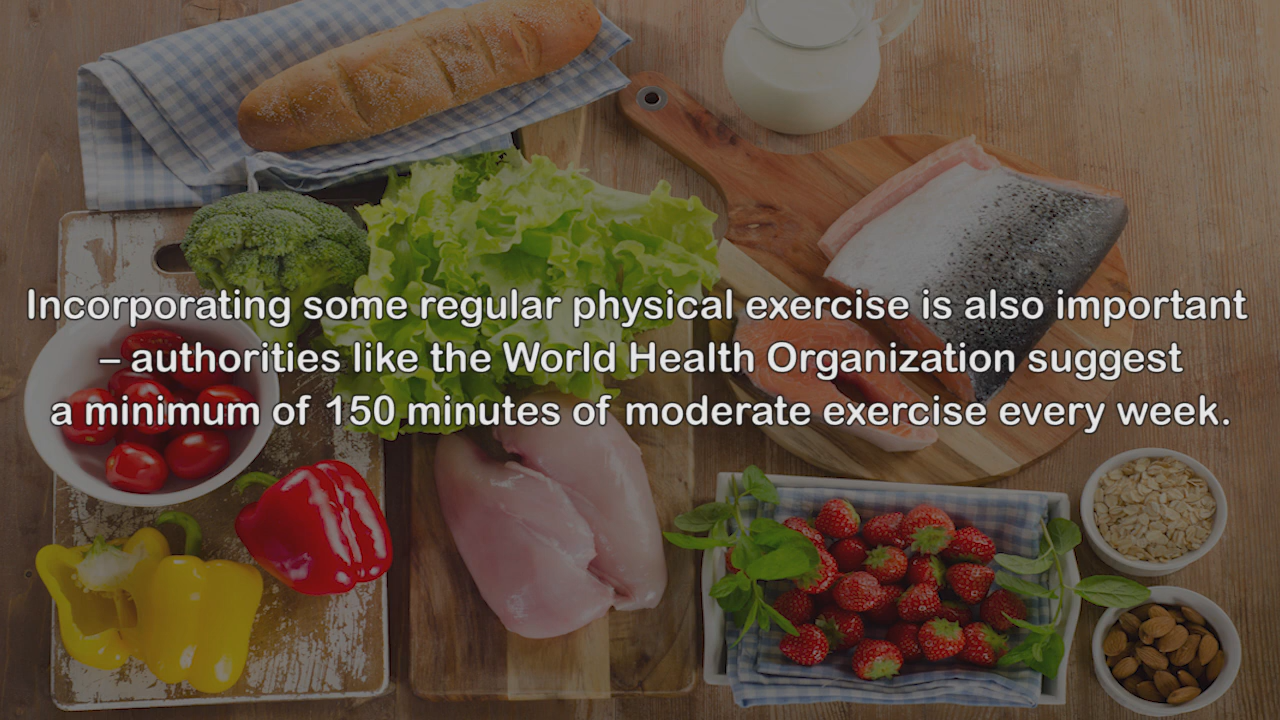 Incorporating some regular physical exercise is also important
– authorities like the World Health Organization suggest
a minimum of 150 minutes of moderate exercise every week.